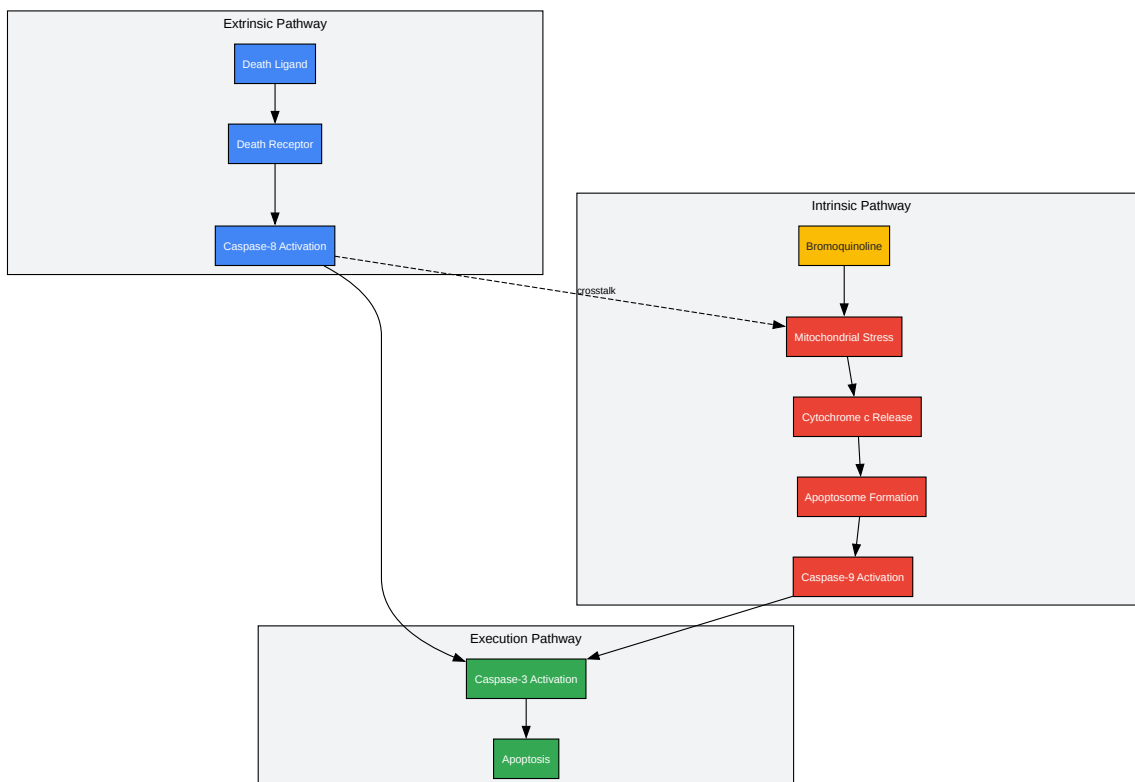 Extrinsic Pathway
Death Ligand
Death Receptor
Caspase-8 Activation
crosstalk
Intrinsic Pathway
Bromoquinoline
Mitochondrial Stress
Cytochrome c Release
Apoptosome Formation
Caspase-9 Activation
Execution Pathway
Caspase-3 Activation
Apoptosis